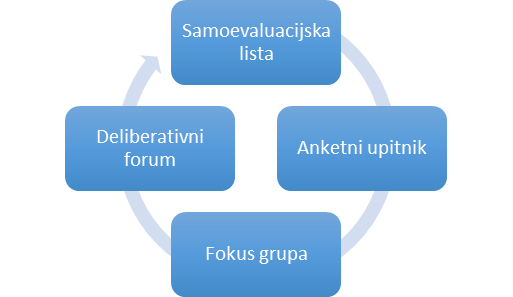 Samoevaluacijska
lista
Anketni upitnik
Fokus grupa
Deliberativni
forum